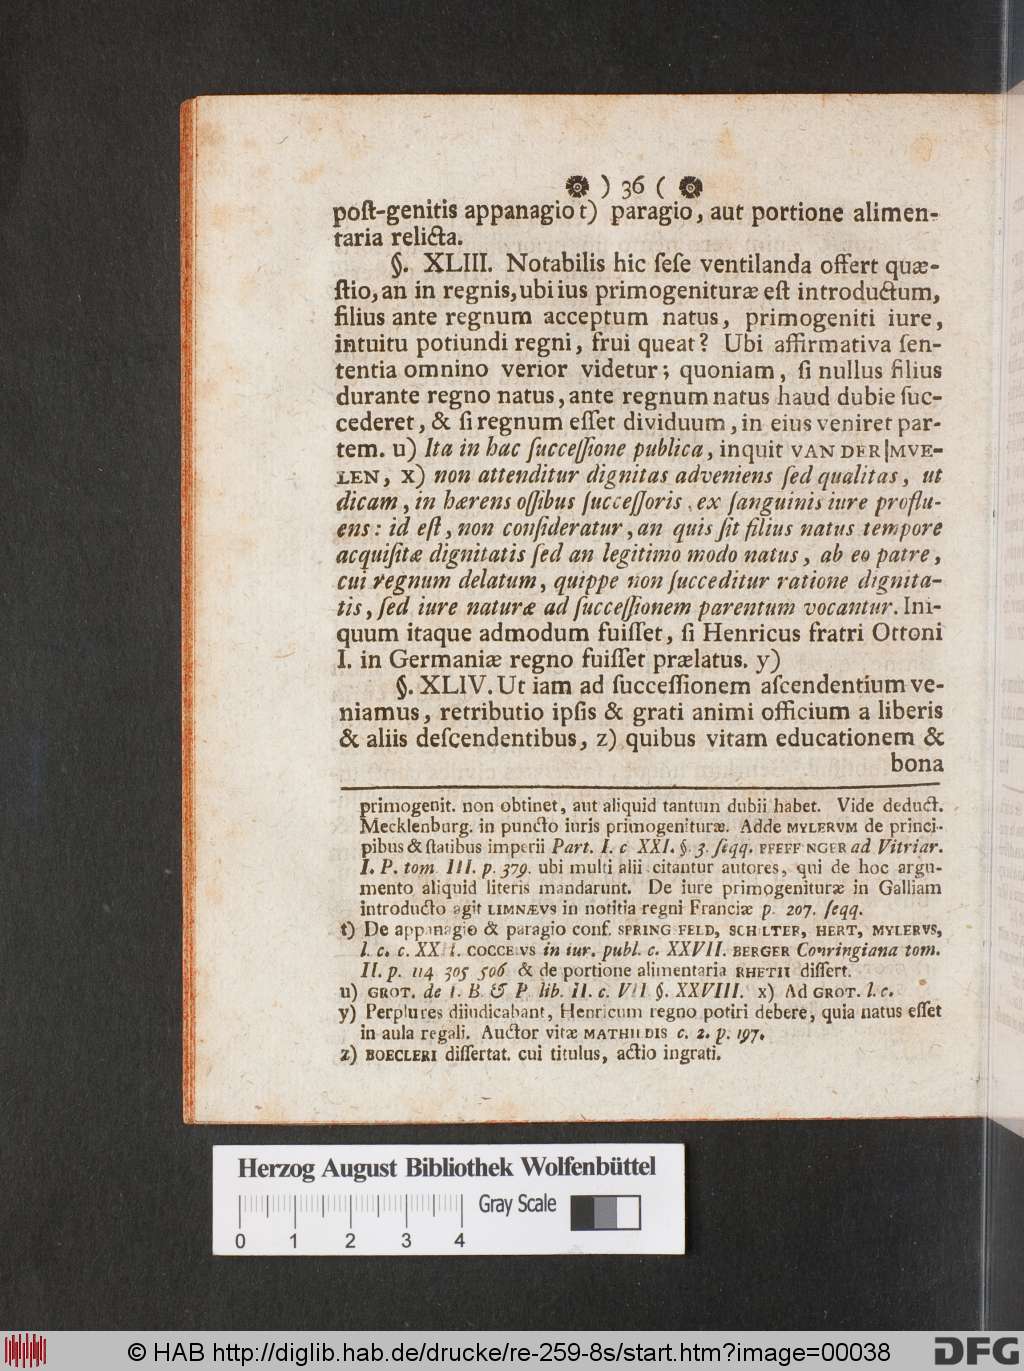 ) 36 (
poſt-genitis appanagio t) paragio, aut portione alimen-
taria relicta.
§. XLIII. Notabilis hic ſeſe ventilanda offert quæ-
ſtio, an in regnis, ubi ius primogenituræ eſt introductum,
filius ante regnum acceptum natus, primogeniti iure,
intuitu potiundi regni, frui queat? Ubi affirmativa ſen-
tentia omnino verior videtur; quoniam, ſi nullus filius
durante regno natus, ante regnum natus haud dubie ſuc-
cederet, & ſi regnum eſſet dividuum, in eius veniret par-
tem. u) Ita in hac ſucceſſione publica, inquit VAN DER MVE-
LEN, X) non attenditur dignitas adveniens ſed qualitas, ut
dicam, in hærens oſſibus ſucceſſoris, ex ſanguinis iure proflu-
ens: id eſt, non conſideratur, an quis ſit filius natus tempore
acquiſitæ dignitatis ſed an legitimo modo natus, ab eo patre,
cui regnum delatum, quippe non ſucceditur ratione dignita-
tis, ſed iure naturæ ad ſucceſſionem parentum vocantur. Ini-
quum itaque admodum fuiſſet, ſi Henricus fratri Ottoni
I. in Germaniæ regno fuiſſet prælatus. y)
§. XLIV. Ut iam ad ſucceſſionem aſcendentium ve-
niamus, retributio ipſis & grati animi officium a liberis
& aliis deſcendentibus, z) quibus vitam educationem &
bona
primogenit. non obtinet, aut aliquid tantum dubii habet. Vide deduct.
Mecklenburg. in puncto iuris primogenituræ. Adde MYLERVM de princi-
pibus & ſtatibus imperii Part. I. c XXI. §. 3. ſeqq. PFEFFINGER ad Vitriar.
I. P. tom. III. p. 379. ubi multi alii citantur autores, qui de hoc argu-
mento aliquid literis mandarunt. De iure primogenituræ in Galliam
introducto agit LIMNÆVS in notitia regni Franciæ p. 207. ſeqq.
t) De appanagio & paragio conf. SPRINGSFELD, SCHILTER, HERT, MYLERVS,
l. c. c. XXII. COCCEIVS in iur. publ. c. XXVII. BERGER Conringiana tom.
II. p. 114 305 506 & de portione alimentaria RHETII diſſert.
u) GROT. de I. B. & P. lib. II. c. VII §. XXVIII. x) Ad GROT. l. c.
y) Perplures diiudicabant, Henricum regno potiri debere, quia natus eſſet
in aula regali. Auctor vitæ MATHILDIS c. 2. p. 197.
z) BOECLERI diſſertat. cui titulus, actio ingrati.
Herzog August Bibliothek Wolfenbüttel
Gray Scale
0 1 2 3 4
© HAB http://diglib.hab.de/drucke/re-259-8s/start.htm?image=00038
DFG